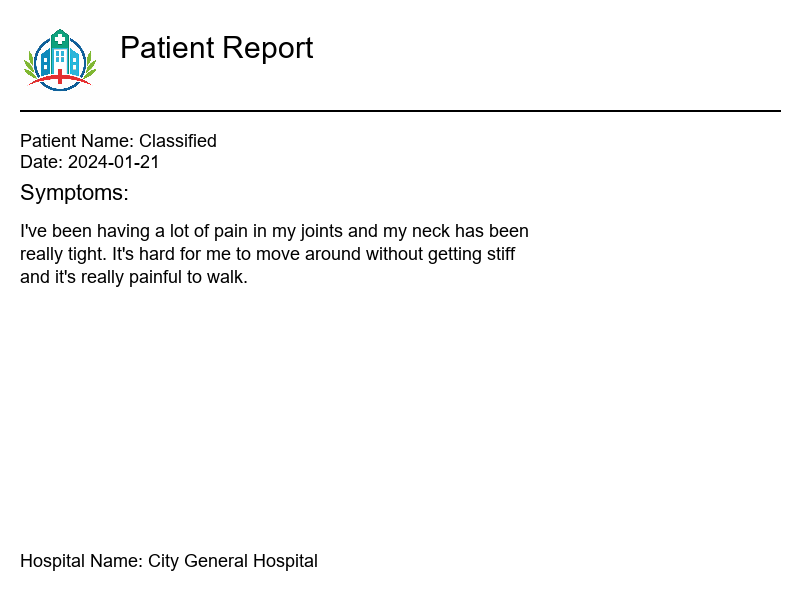 Patient Report
Patient Name: Classified
Date: 2024-01-21
Symptoms:
I've been having a lot of pain in my joints and my neck has been
really tight. It's hard for me to move around without getting stiff
and it's really painful to walk.
Hospital Name: City General Hospital